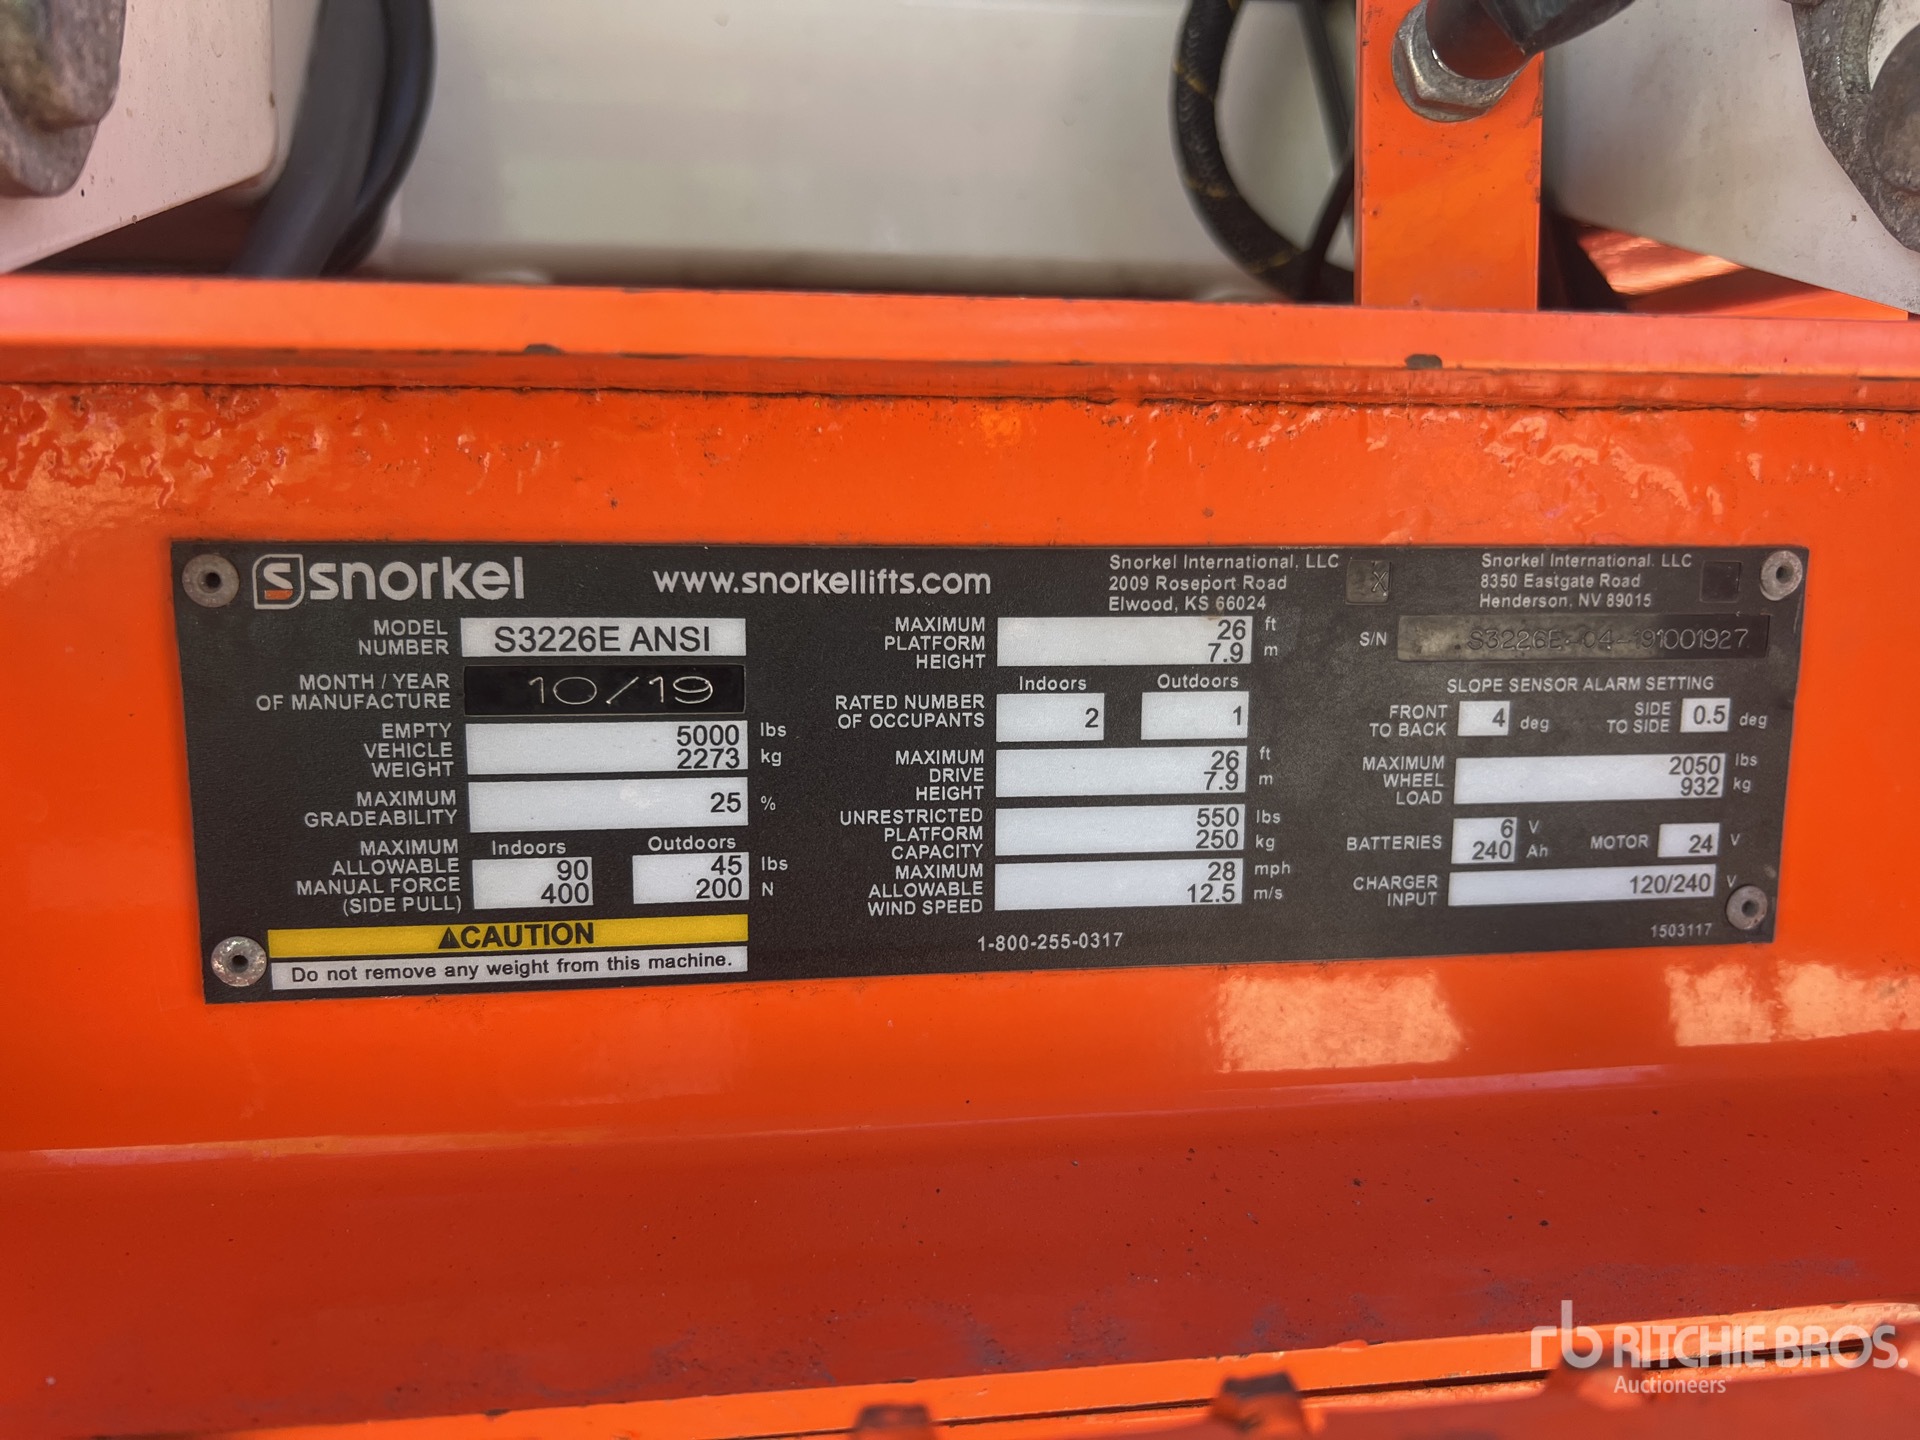 snorkel
www.snorkellifts.com
Snorkel International, LLC
2009 Roseport Road
Elwood, KS 66024
X
Snorkel International, LLC
8350 Eastgate Road
Henderson, NV 89015
MODEL
NUMBER
S3226E ANSI
MONTH / YEAR
OF MANUFACTURE
10/19
EMPTY
VEHICLE
WEIGHT
5000 lbs
2273 kg
MAXIMUM
GRADEABILITY
25 %
MAXIMUM
ALLOWABLE
MANUAL FORCE
(SIDE PULL)
Indoors
90
400
Outdoors
45 lbs
200 N
CAUTION
Do not remove any weight from this machine.
MAXIMUM
PLATFORM
HEIGHT
26 ft
7.9 m
RATED NUMBER
OF OCCUPANTS
Indoors
2
Outdoors
1
MAXIMUM
DRIVE
HEIGHT
26 ft
7.9 m
UNRESTRICTED
PLATFORM
CAPACITY
550 lbs
250 kg
MAXIMUM
ALLOWABLE
WIND SPEED
28 mph
12.5 m/s
1-800-255-0317
S/N S3226E-04-191001927
SLOPE SENSOR ALARM SETTING
FRONT
TO BACK
4 deg
SIDE
TO SIDE
0.5 deg
MAXIMUM
WHEEL
LOAD
2050 lbs
932 kg
BATTERIES
6 V
240 Ah
MOTOR 24 V
CHARGER
INPUT
120/240 V
1503117
rb RITCHIE BROS.
Auctioneers